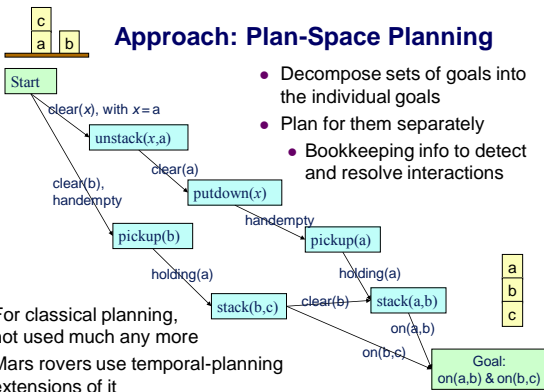 c
a b
Approach: Plan-Space Planning
Start
clear(x), with x = a
unstack(x,a)
clear(a)
putdown(x)
handempty
clear(b),
handempty
pickup(b)
pickup(a)
holding(a)
holding(a)
stack(b,c)
clear(b)
stack(a,b)
on(a,b)
on(b,c)
Goal:
on(a,b) & on(b,c)
• Decompose sets of goals into
the individual goals
• Plan for them separately
• Bookkeeping info to detect
and resolve interactions
a
b
c
For classical planning,
not used much any more
Mars rovers use temporal-planning
extensions of it